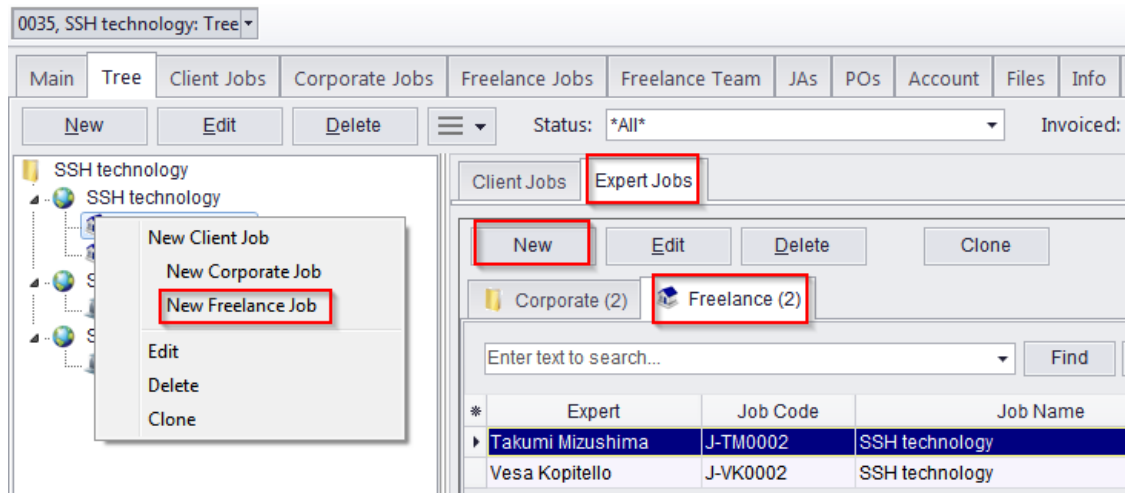 0035, SSH technology: Tree
Main Tree Client Jobs Corporate Jobs Freelance Jobs Freelance Team JAs POs Account Files Info
New Edit Delete Status: *All* Invoiced:
SSH technology
SSH technology
New Client Job
New Corporate Job
New Freelance Job
Edit
Delete
Clone
Client Jobs Expert Jobs
New Edit Delete Clone
Corporate (2) Freelance (2)
Enter text to search... Find
Expert Job Code Job Name
Takumi Mizushima J-TM0002 SSH technology
Vesa Kopitello J-VK0002 SSH technology